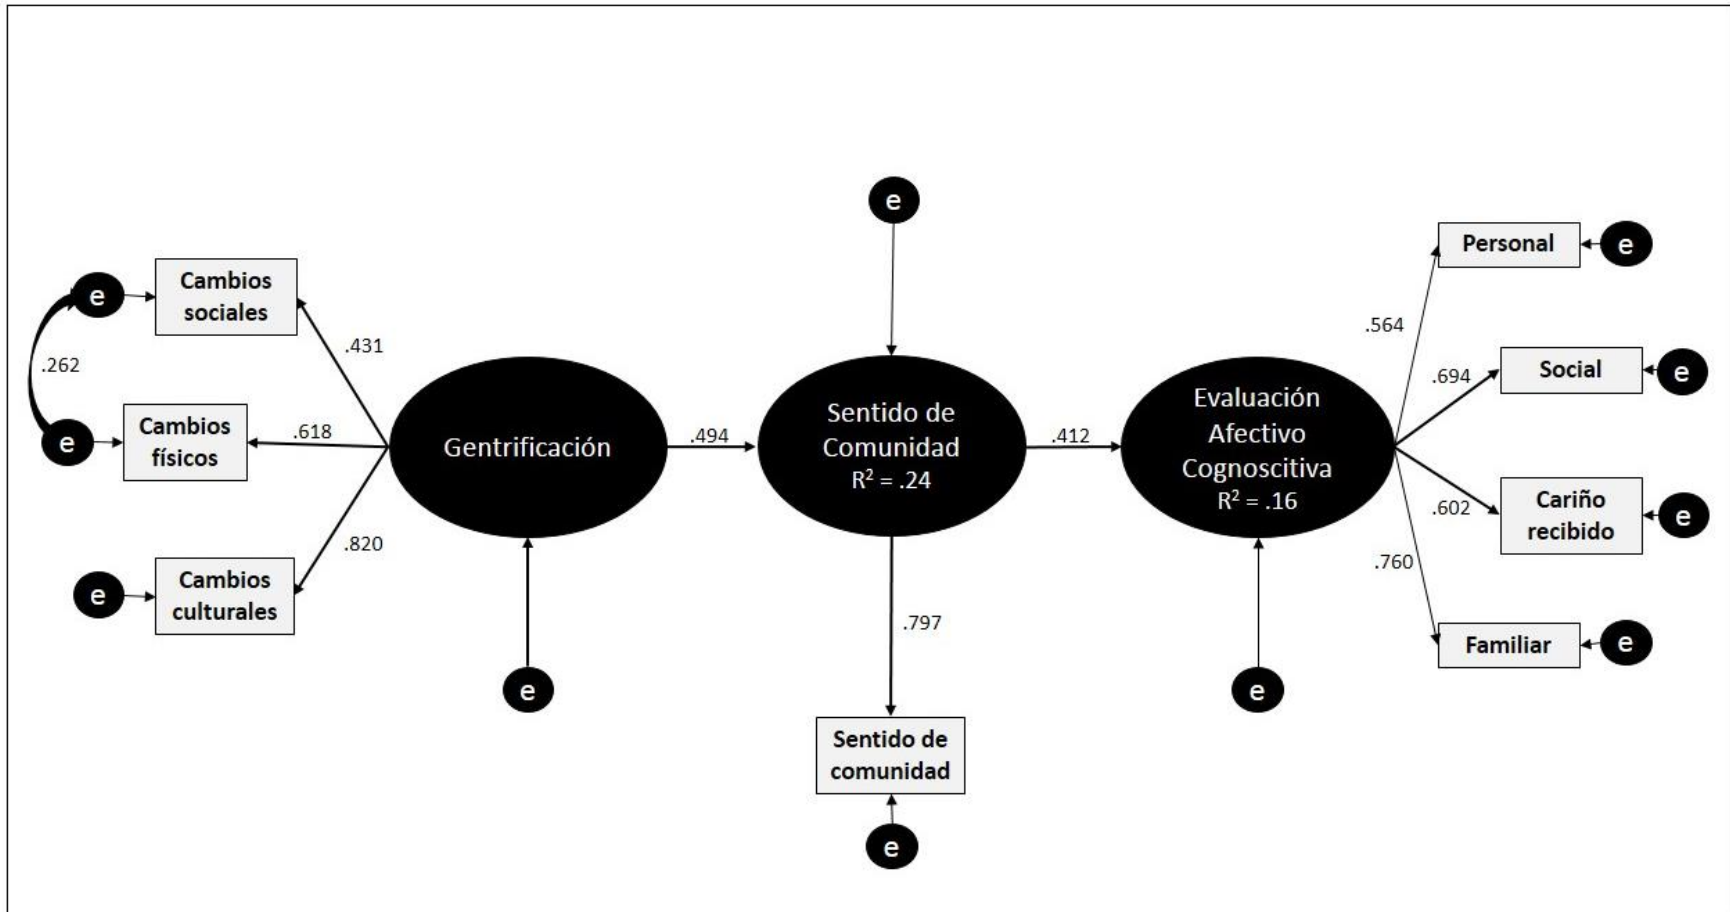 e
Cambios
sociales
.431
.262
e
Cambios
físicos
.618
Gentrificación
.820
e
Cambios
culturales
e
.494
e
Sentido de
Comunidad
R² = .24
.797
Sentido de
comunidad
e
.412
Evaluación
Afectivo
Cognoscitiva
R² = .16
e
.564
Personal
e
.694
Social
e
.602
Cariño
recibido
e
.760
Familiar
e